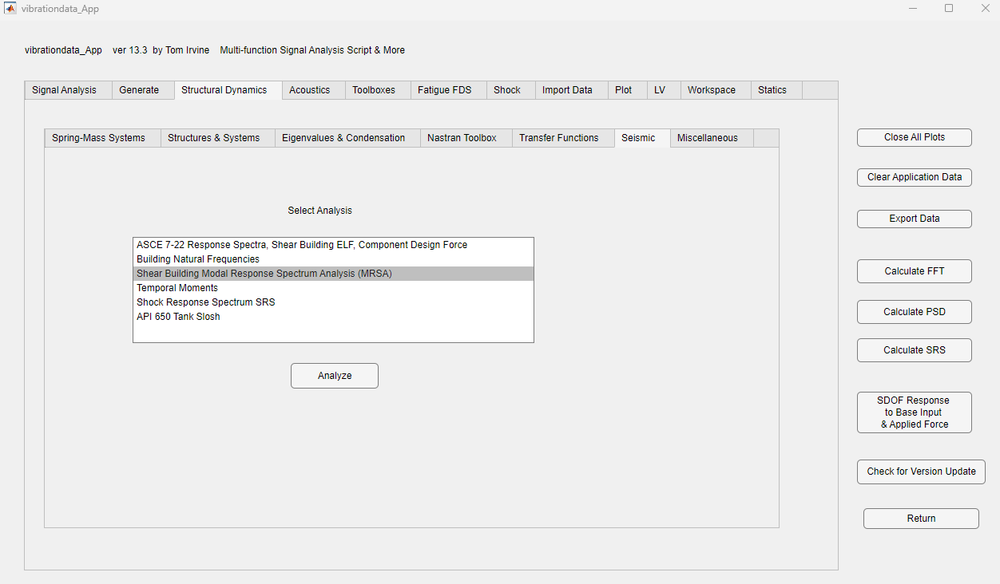 vibrationdata_App
vibrationdata_App ver 13.3 by Tom Irvine Multi-function Signal Analysis Script & More
Signal Analysis Generate Structural Dynamics Acoustics Toolboxes Fatigue FDS Shock Import Data Plot LV Workspace Statics
Spring-Mass Systems Structures & Systems Eigenvalues & Condensation Nastran Toolbox Transfer Functions Seismic Miscellaneous
Select Analysis
ASCE 7-22 Response Spectra, Shear Building ELF, Component Design Force
Building Natural Frequencies
Shear Building Modal Response Spectrum Analysis (MRSA)
Temporal Moments
Shock Response Spectrum SRS
API 650 Tank Slosh
Analyze
Close All Plots
Clear Application Data
Export Data
Calculate FFT
Calculate PSD
Calculate SRS
SDOF Response
to Base Input
& Applied Force
Check for Version Update
Return